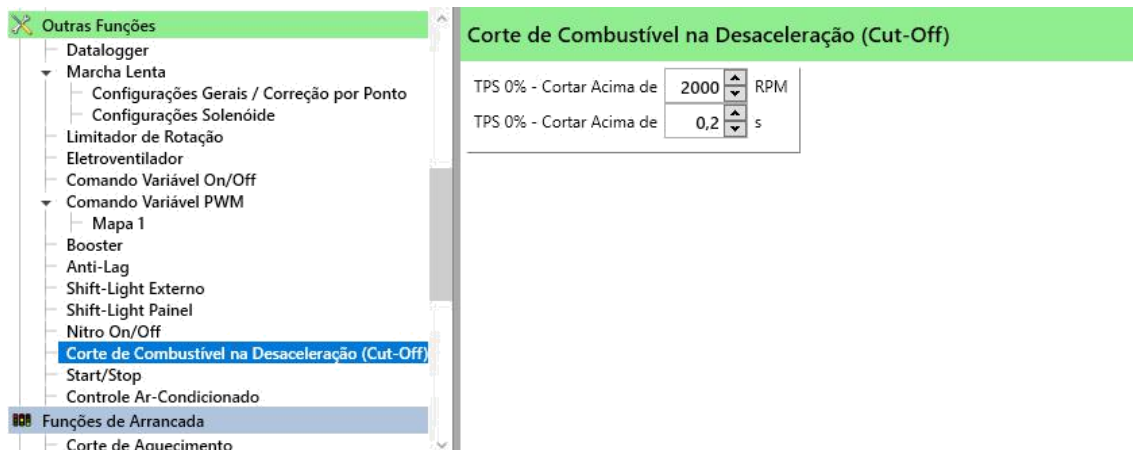 Outras Funções
Datalogger
Marcha Lenta
Configurações Gerais / Correção por Ponto
Configurações Solenóide
Limitador de Rotação
Eletroventilador
Comando Variável On/Off
Comando Variável PWM
Mapa 1
Booster
Anti-Lag
Shift-Light Externo
Shift-Light Painel
Nitro On/Off
Corte de Combustível na Desaceleração (Cut-Off)
Start/Stop
Controle Ar-Condicionado
Funções de Arrancada
Corte de Aquecimento
Corte de Combustível na Desaceleração (Cut-Off)
TPS 0% - Cortar Acima de 2000 RPM
TPS 0% - Cortar Acima de 0,2 s